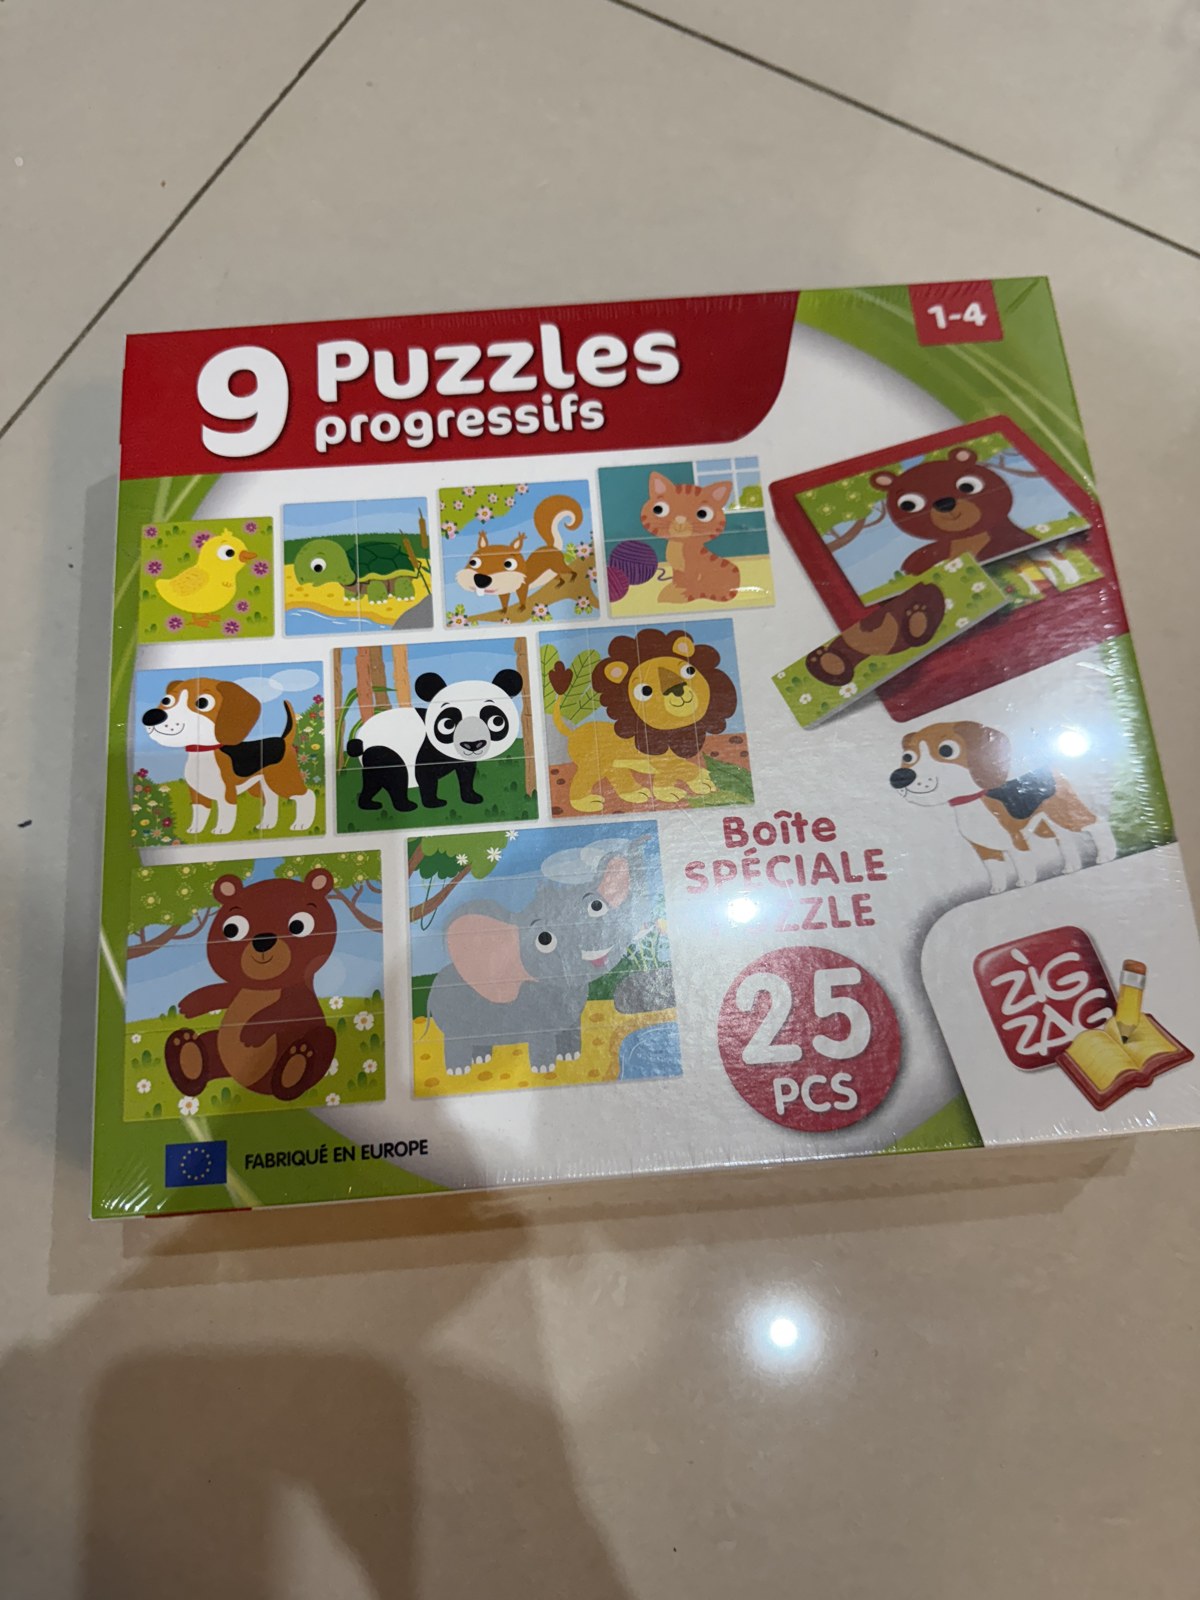 9 Puzzles
progressifs
1-4
Boîte
SPÉCIALE
25
PCS
ZIG
ZAG
FABRIQUÉ EN EUROPE